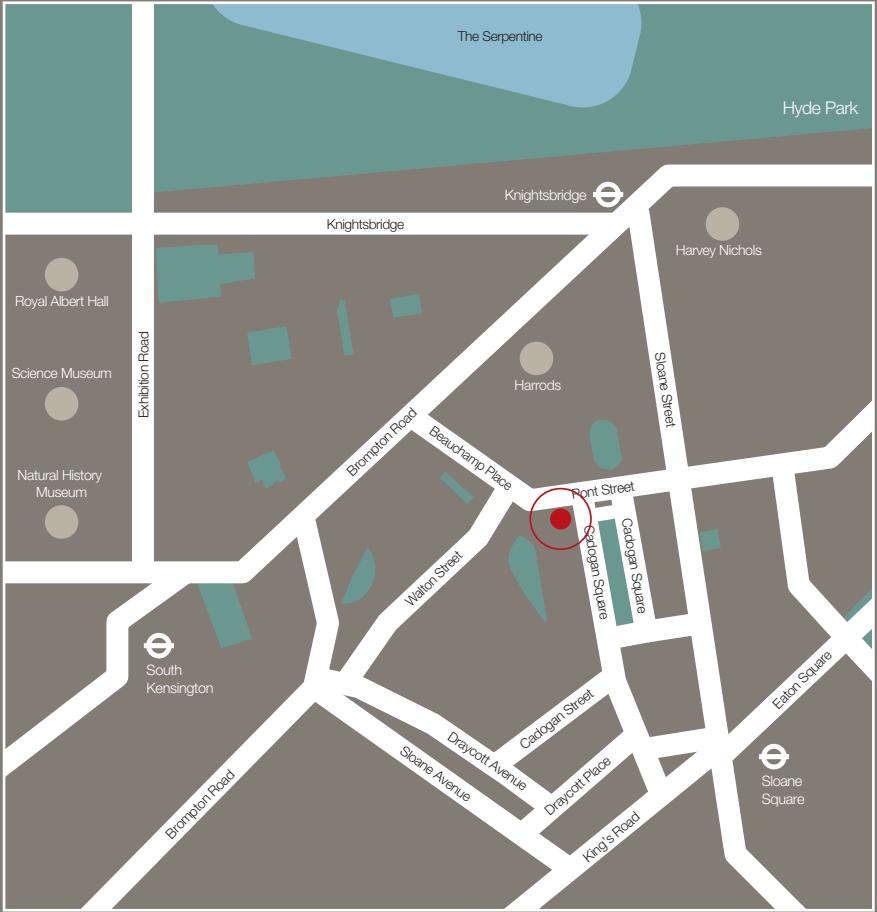 The Serpentine
Hyde Park
Knightsbridge
Knightsbridge
Harvey Nichols
Royal Albert Hall
Exhibition Road
Science Museum
Harrods
Sloane Street
Brompton Road
Beauchamp Place
Natural History
Museum
Pont Street
Cadogan Square
Cadogan Square
Walton Street
South
Kensington
Eaton Square
Cadogan Street
Draycott Avenue
Sloane Avenue
Draycott Place
Sloane
Square
Brompton Road
King's Road